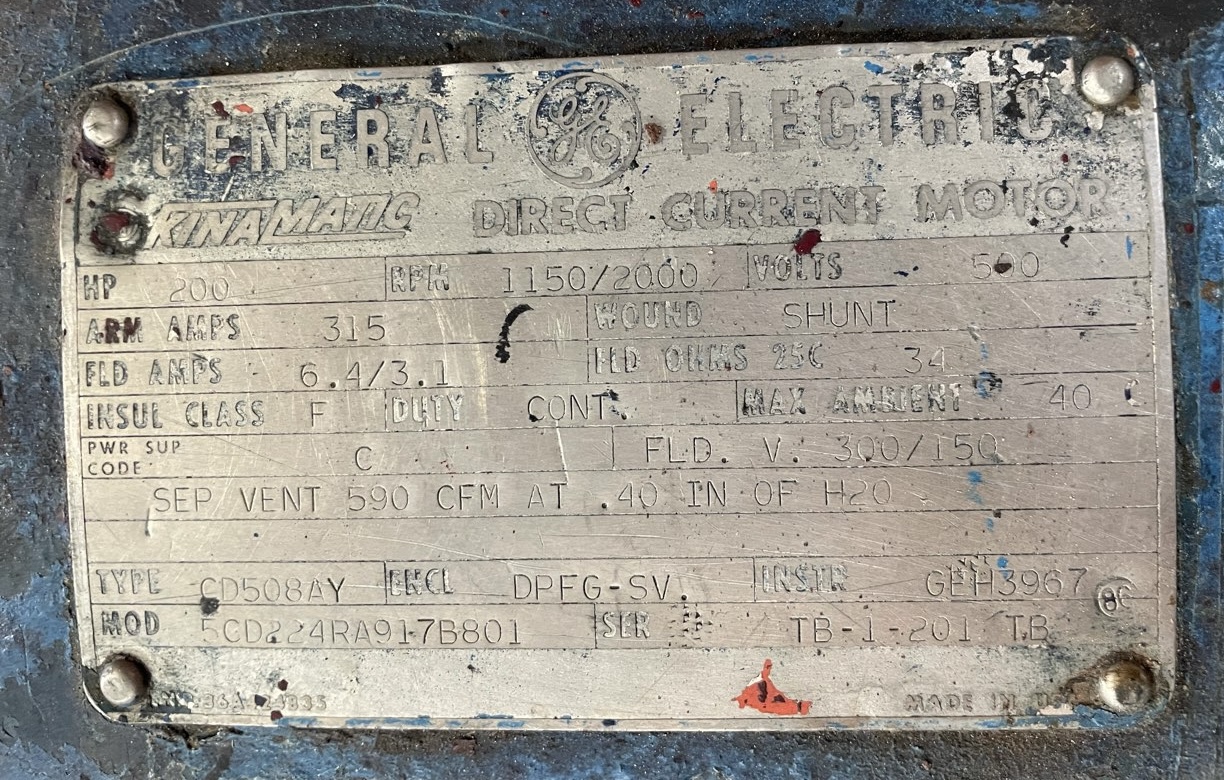 GENERAL GE ELECTRIC
KINAMATIC DIRECT CURRENT MOTOR
HP 200 RPM 1150/2000 VOLTS 500
ARM AMPS 315 WOUND SHUNT
FLD AMPS 6.4/3.1 FLD OHMS 25C 34
INSUL CLASS F DUTY CONT. MAX AMBIENT 40 C
PWR SUP CODE C FLD. V. 300/150
SEP VENT 590 CFM AT .40 IN OF H2O
TYPE CD508AY ENCL DPFG-SV. INSTR GEH3967
MOD 5CD224RA917B801 SER TB-1-201 TB
MADE IN